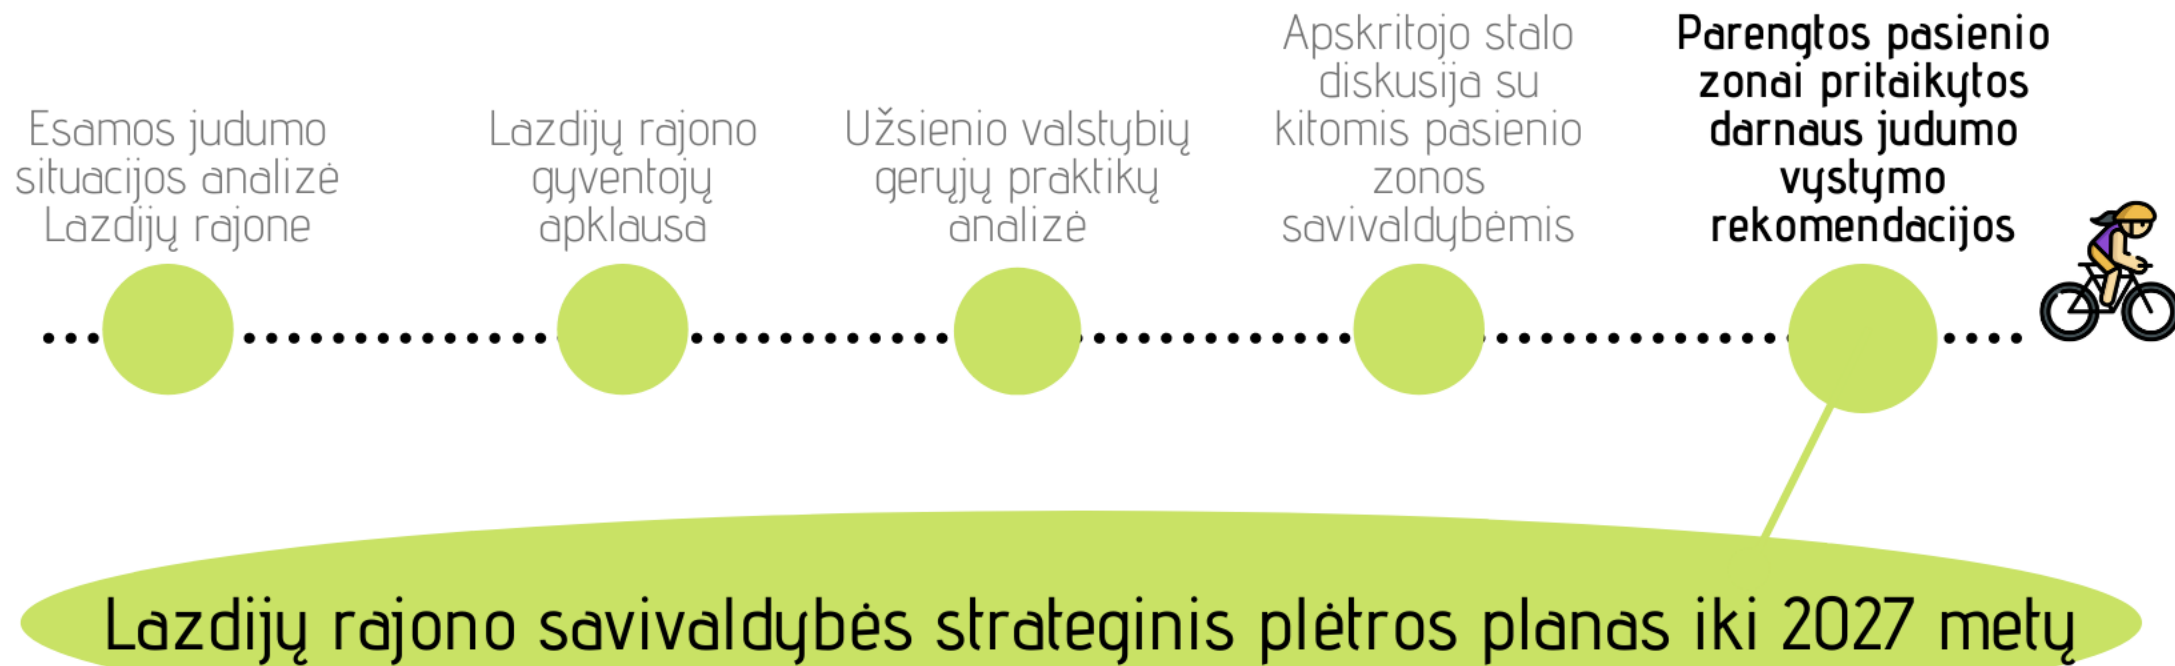 Esamos judumo
situacijos analizė
Lazdijų rajone
Lazdijų rajono
gyventojų
apklausa
Užsienio valstybių
gerųjų praktikų
analizė
Apskritojo stalo
diskusija su
kitomis pasienio
zonos
savivaldybėmis
Parengtos pasienio
zonai pritaikytos
darnaus judumo
vystymo
rekomendacijos
Lazdijų rajono savivaldybės strateginis plėtros planas iki 2027 metų